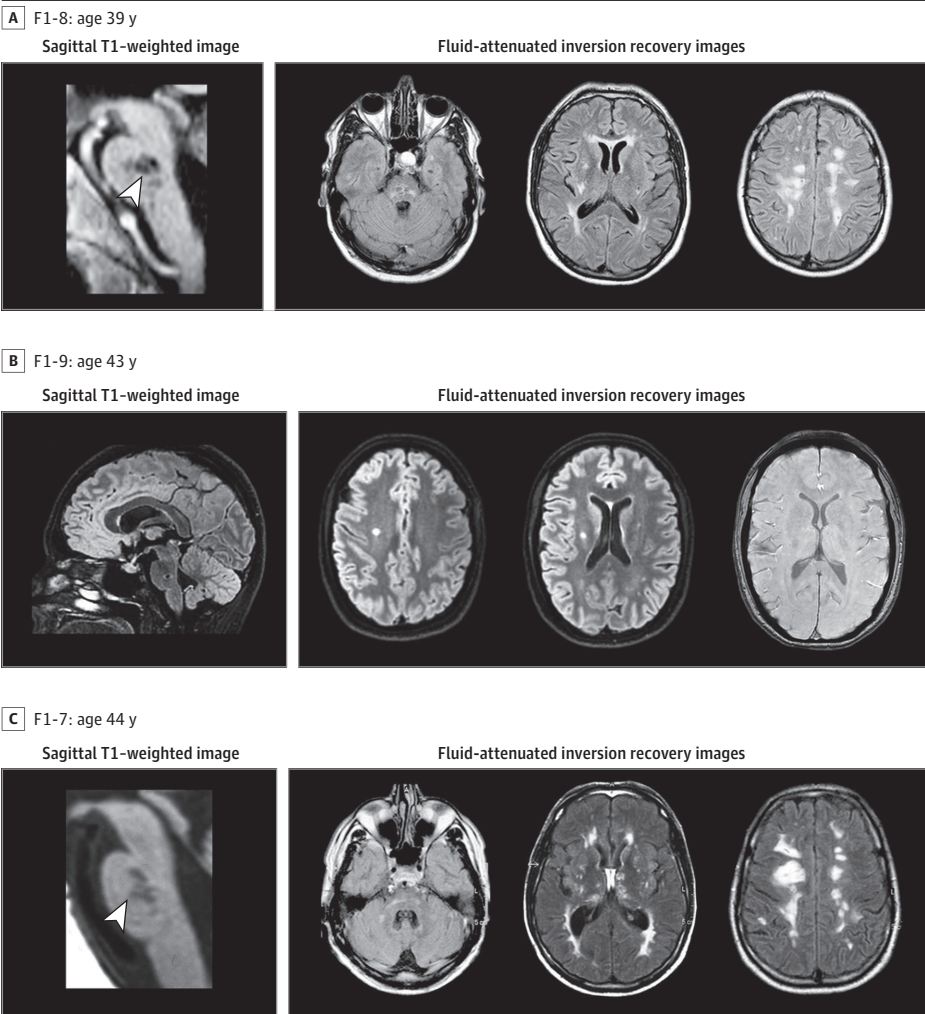 A F1-8: age 39 y
Sagittal T1-weighted image
Fluid-attenuated inversion recovery images
B F1-9: age 43 y
Sagittal T1-weighted image
Fluid-attenuated inversion recovery images
C F1-7: age 44 y
Sagittal T1-weighted image
Fluid-attenuated inversion recovery images
L
L
L